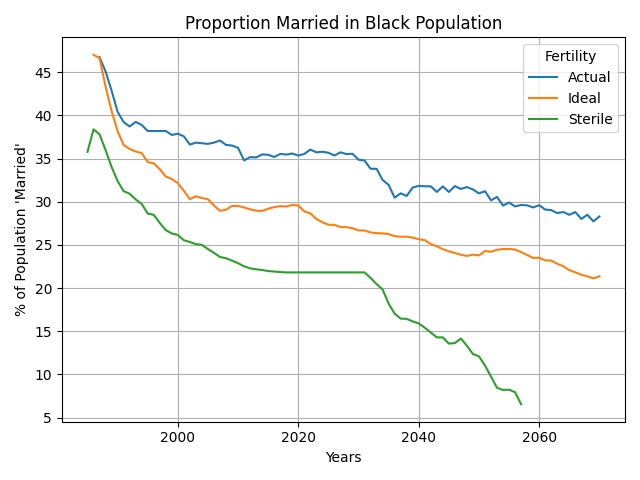 Proportion Married in Black Population
Fertility
Actual
Ideal
Sterile
% of Population 'Married'
45
40
35
30
25
20
15
10
5
2000
2020
2040
2060
Years